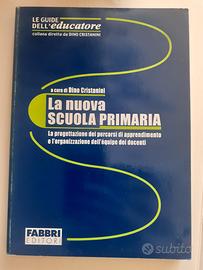 LE GUIDE
DELL'educatore
collana diretta da DINO CRISTANINI
a cura di Dino Cristanini
La nuova
SCUOLA PRIMARIA
La progettazione dei percorsi di apprendimento
e l'organizzazione dell'équipe dei docenti
FABBRI
EDITORI
subito